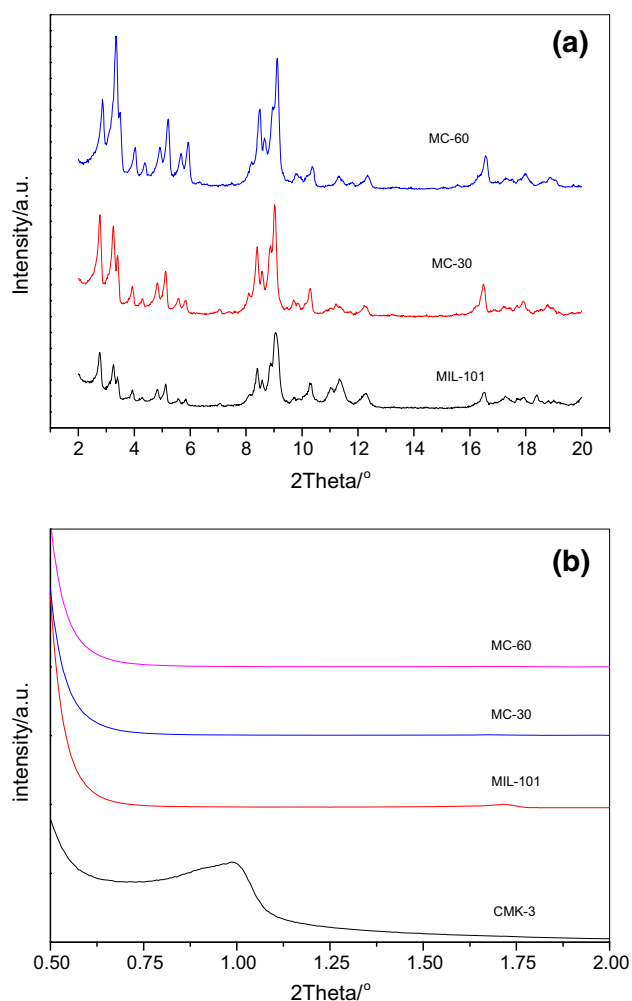 (a)
MC-60
MC-30
MIL-101
Intensity/a.u.
2 4 6 8 10 12 14 16 18 20
2Theta/°
(b)
MC-60
MC-30
MIL-101
CMK-3
intensity/a.u.
0.50 0.75 1.00 1.25 1.50 1.75 2.00
2Theta/°